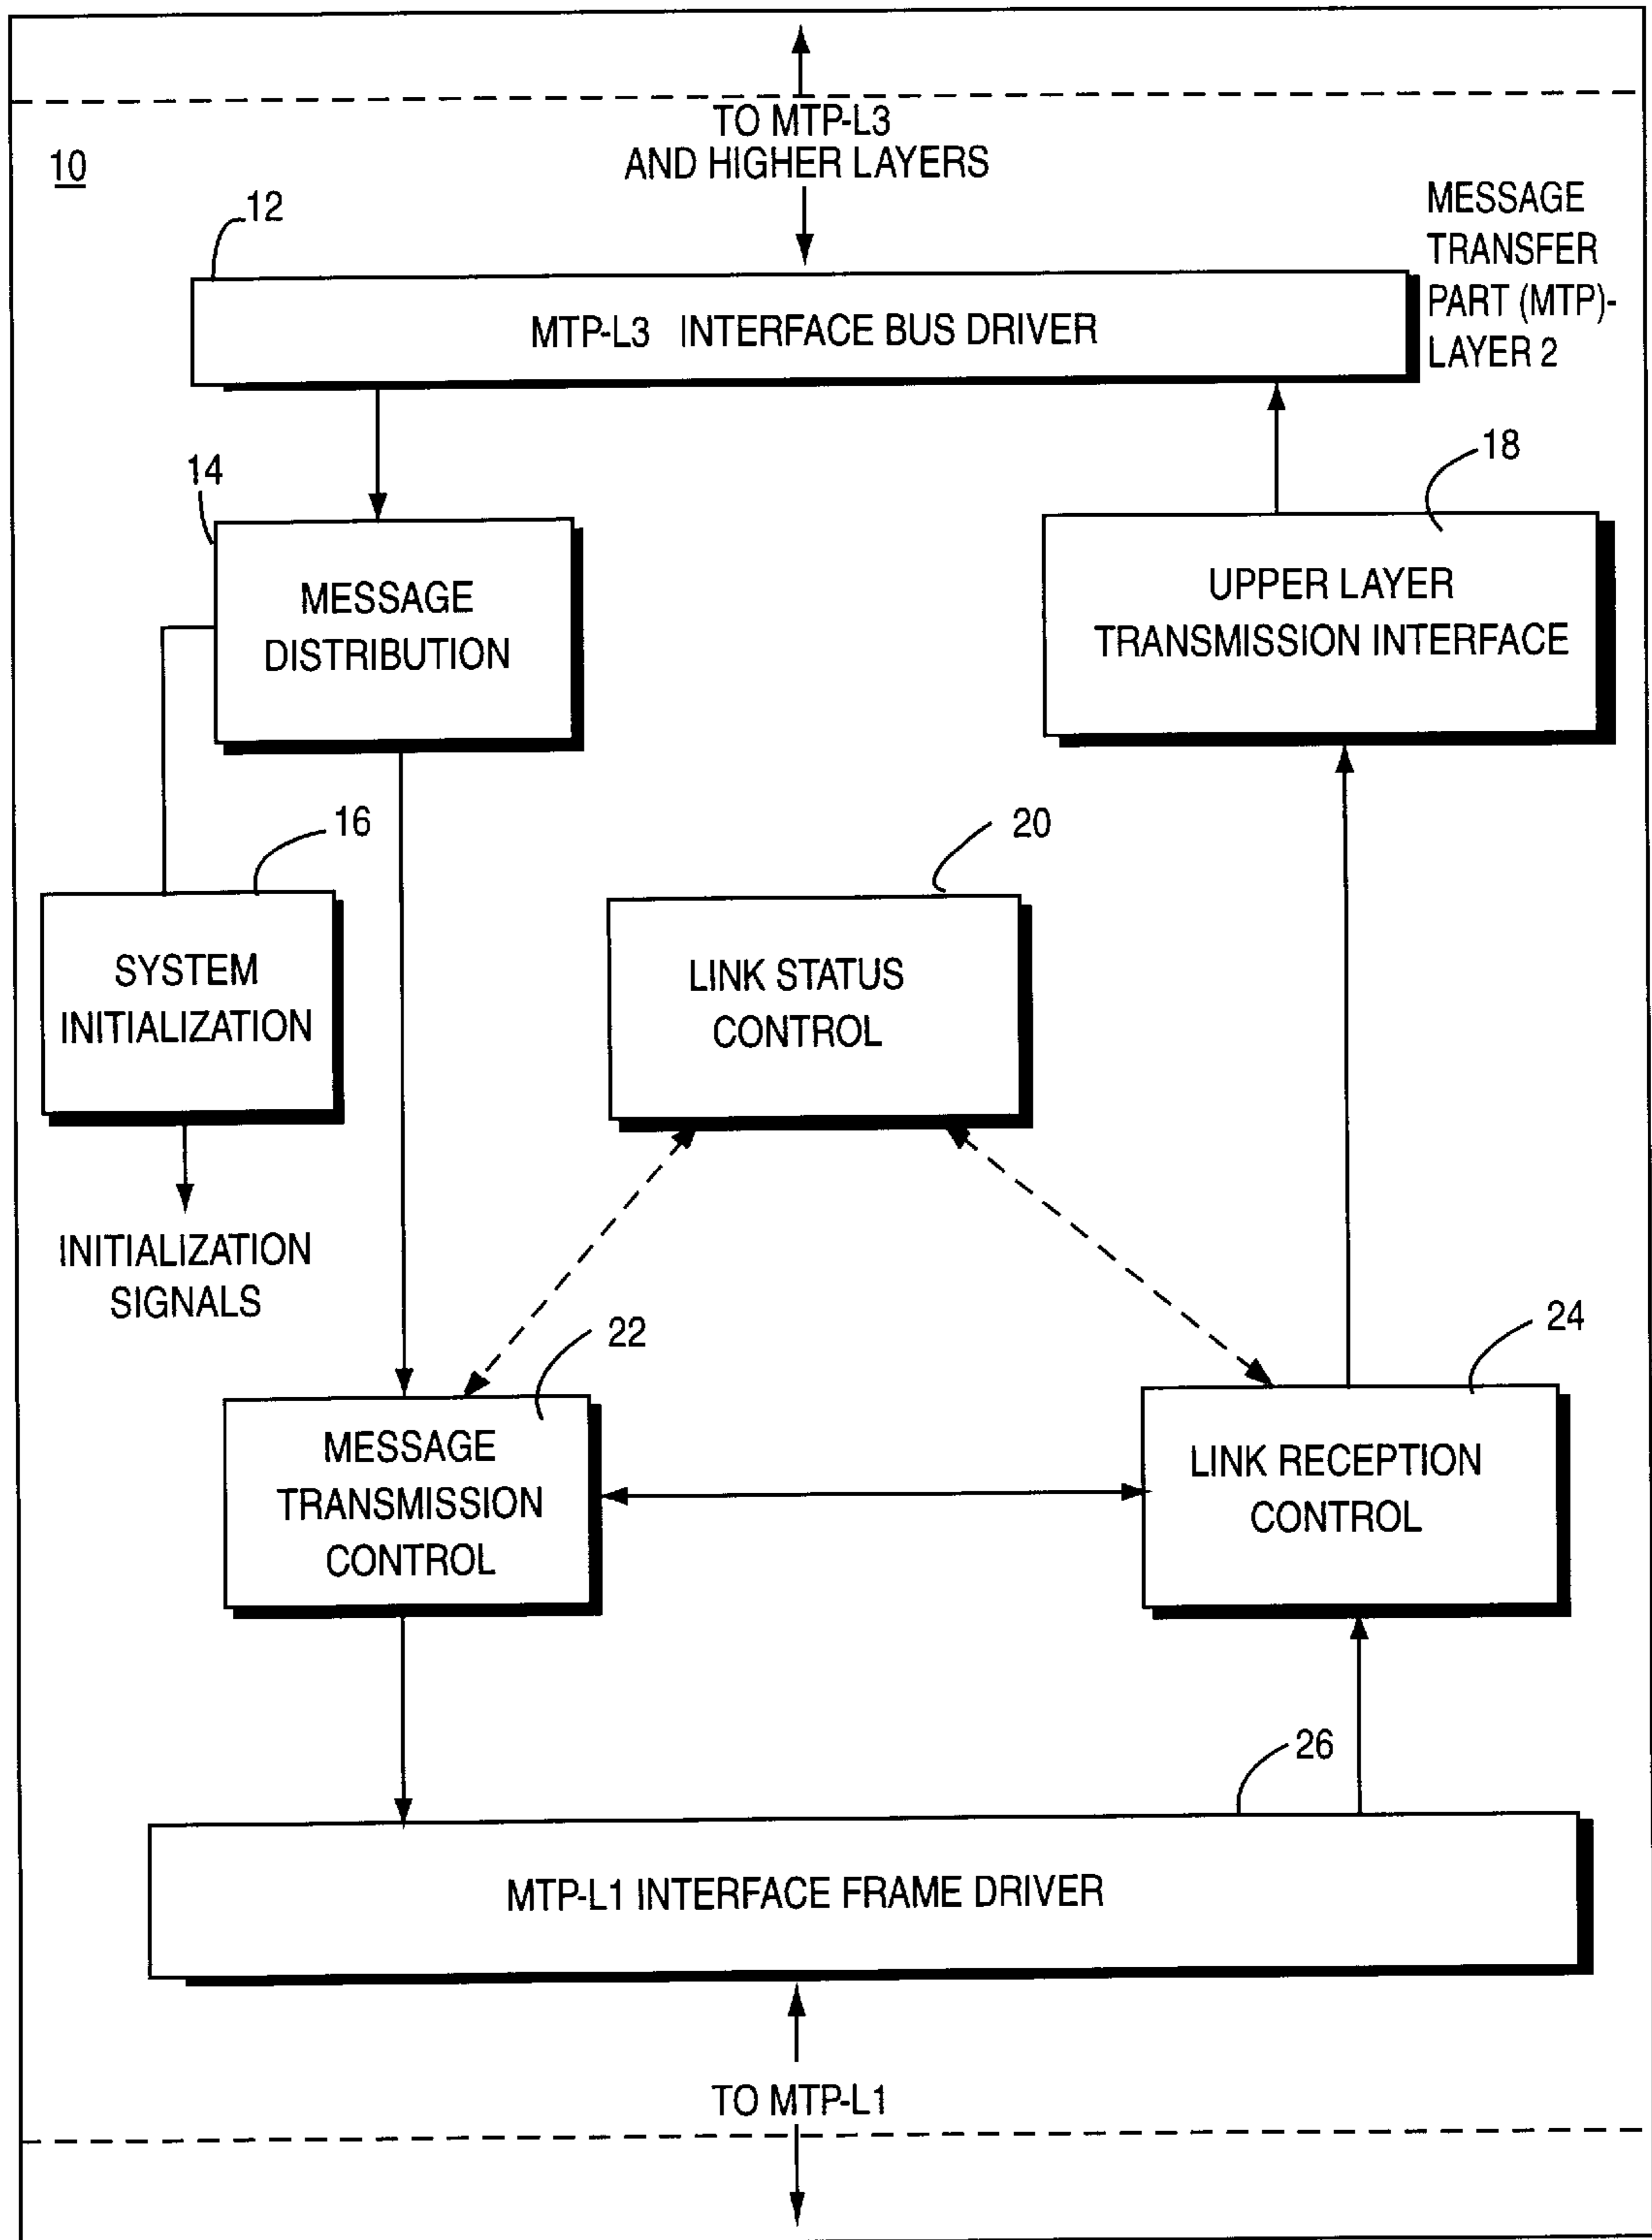 TO MTP-L3
AND HIGHER LAYERS
10
12
MESSAGE
TRANSFER
PART (MTP)-
LAYER 2
MTP-L3 INTERFACE BUS DRIVER
14
18
MESSAGE
DISTRIBUTION
UPPER LAYER
TRANSMISSION INTERFACE
16
20
SYSTEM
INITIALIZATION
LINK STATUS
CONTROL
INITIALIZATION
SIGNALS
22
24
MESSAGE
TRANSMISSION
CONTROL
LINK RECEPTION
CONTROL
26
MTP-L1 INTERFACE FRAME DRIVER
TO MTP-L1